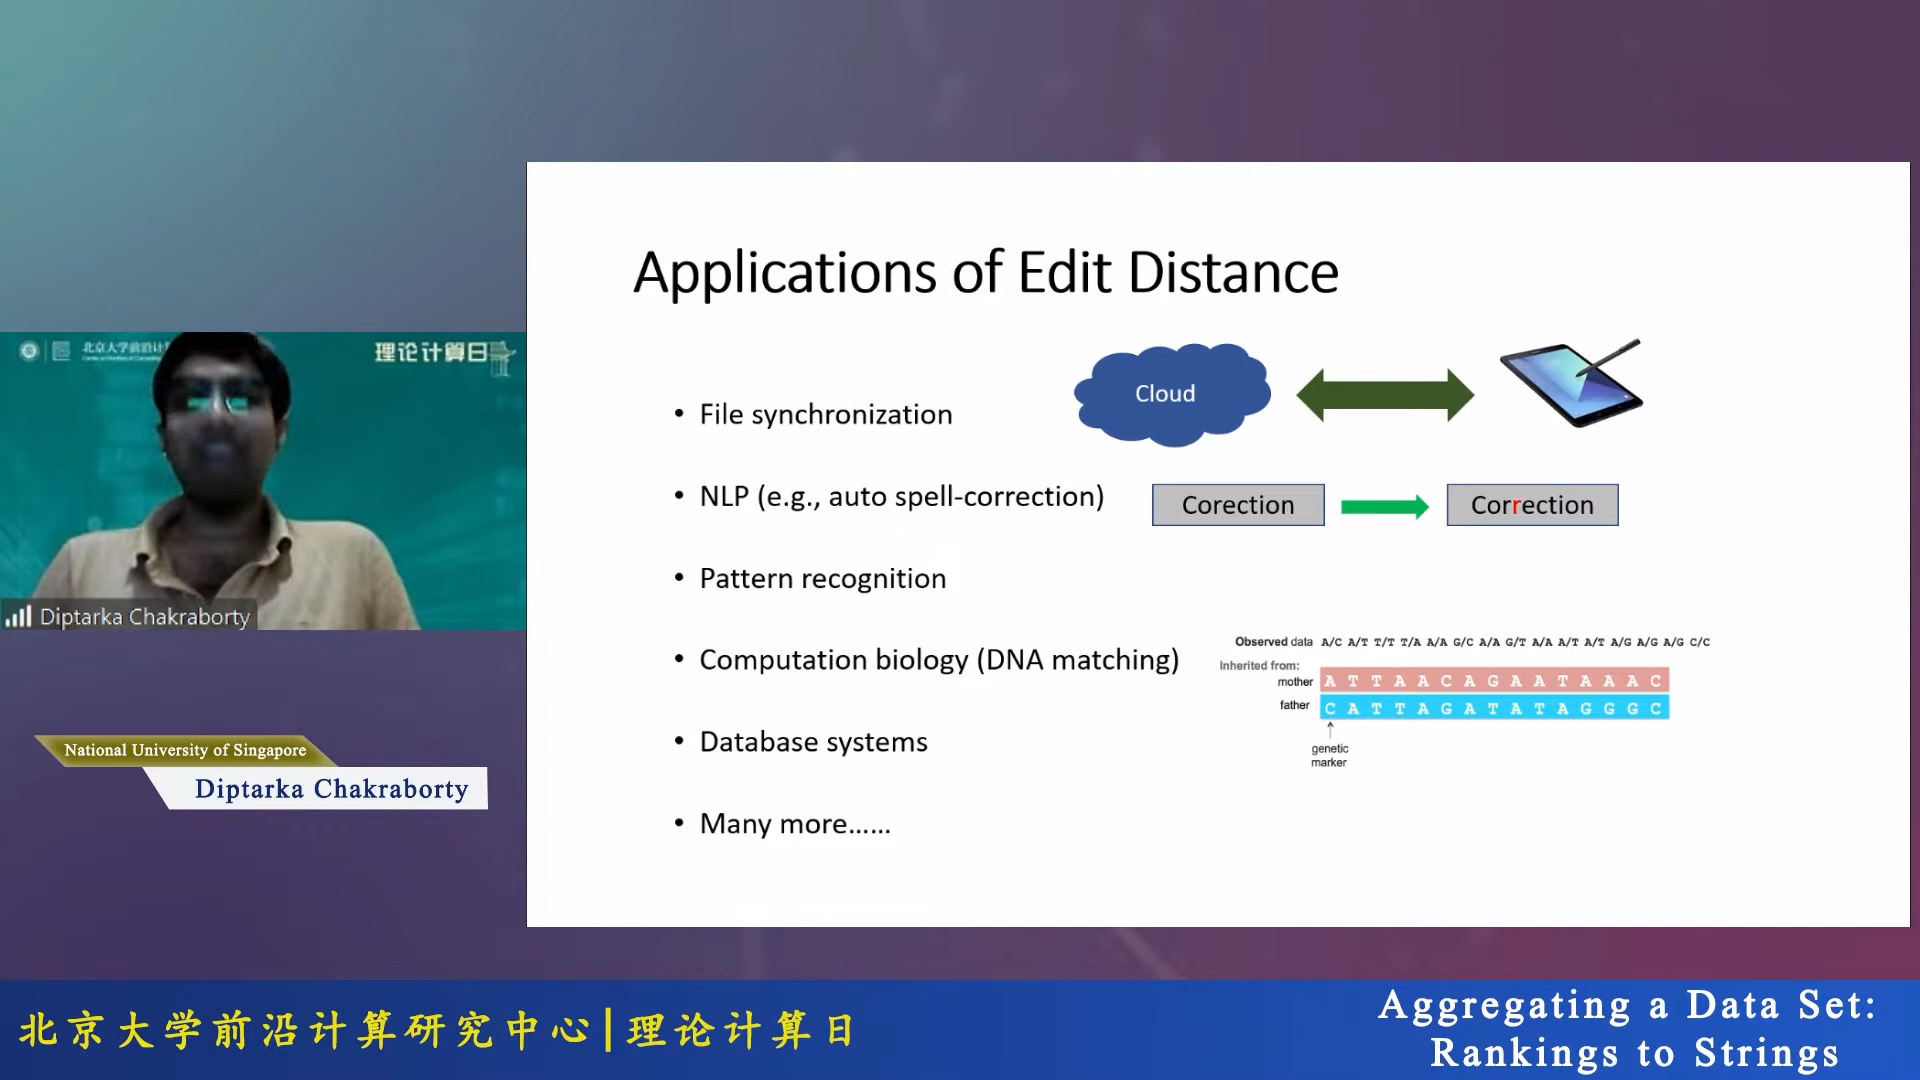 Applications of Edit Distance
• File synchronization
Cloud
• NLP (e.g., auto spell-correction)
Corection
Correction
• Pattern recognition
• Computation biology (DNA matching)
Observed data A/C A/T T/T T/A A/A G/C A/A G/T A/A A/T A/T A/G A/G A/G C/C
Inherited from:
mother A T T A A C A G A A T A A A C
father C A T T A G A T A T A G G G C
genetic
marker
• Database systems
• Many more......
北京大学前沿计
理论计算日
Diptarka Chakraborty
National University of Singapore
Diptarka Chakraborty
北京大学前沿计算研究中心|理论计算日
Aggregating a Data Set:
Rankings to Strings